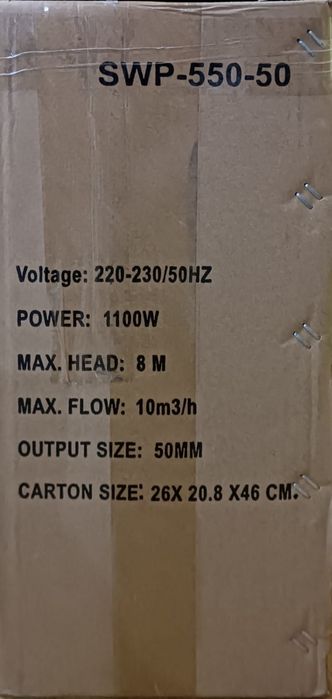 SWP-550-50
Voltage: 220-230/50HZ
POWER: 1100W
MAX. HEAD: 8 M
MAX. FLOW: 10m3/h
OUTPUT SIZE: 50MM
CARTON SIZE: 26X 20.8 X46 CM.